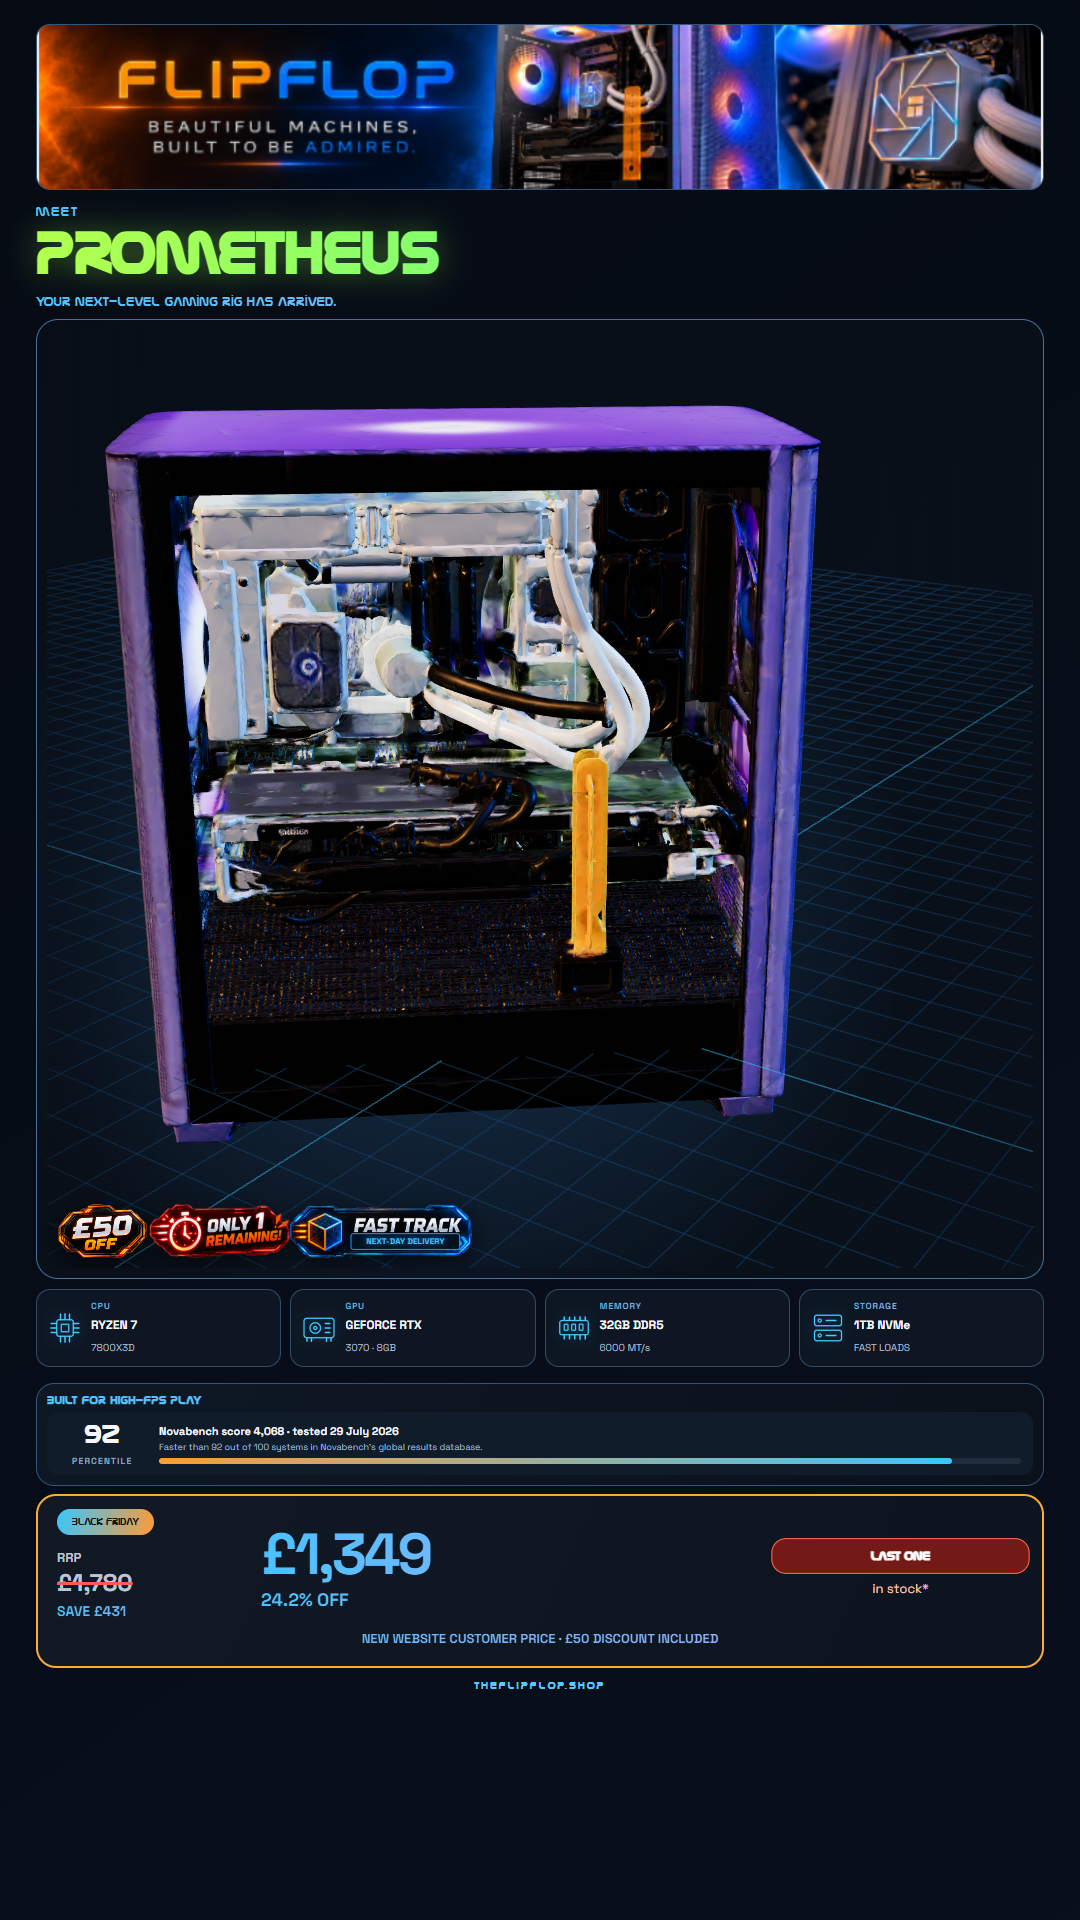 FLIPFLOP
BEAUTIFUL MACHINES,
BUILT TO BE ADMIRED.
MEET
PROMETHEUS
YOUR NEXT-LEVEL GAMING RIG HAS ARRIVED.
£50
OFF
ONLY 1
REMAINING!
FAST TRACK
NEXT-DAY DELIVERY
CPU
RYZEN 7
7800X3D
GPU
GEFORCE RTX
3070 · 8GB
MEMORY
32GB DDR5
6000 MT/s
STORAGE
1TB NVMe
FAST LOADS
BUILT FOR HIGH-FPS PLAY
92
PERCENTILE
Novabench score 4,068 · tested 29 July 2026
Faster than 92 out of 100 systems in Novabench's global results database.
BLACK FRIDAY
RRP
£1,780
SAVE £431
£1,349
24.2% OFF
LAST ONE
in stock*
NEW WEBSITE CUSTOMER PRICE · £50 DISCOUNT INCLUDED
THEFLIPFLOP.SHOP